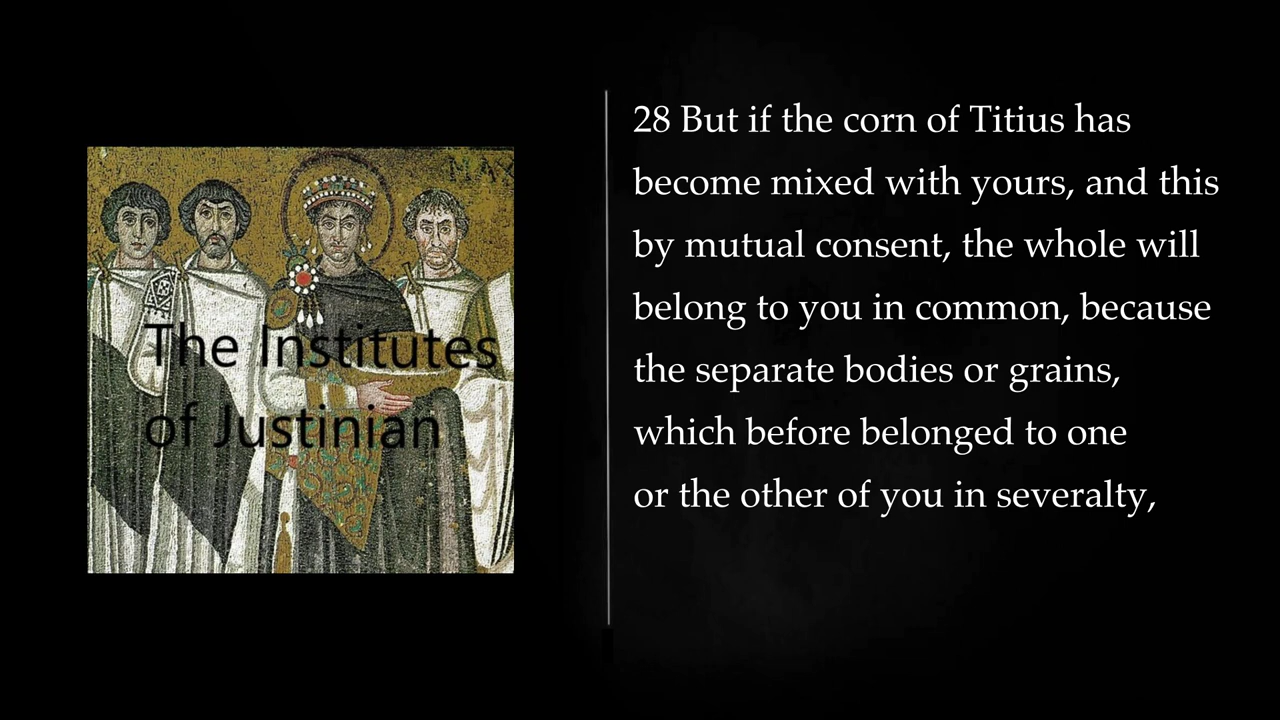 The Institutes
of Justinian
28 But if the corn of Titius has
become mixed with yours, and this
by mutual consent, the whole will
belong to you in common, because
the separate bodies or grains,
which before belonged to one
or the other of you in severalty,